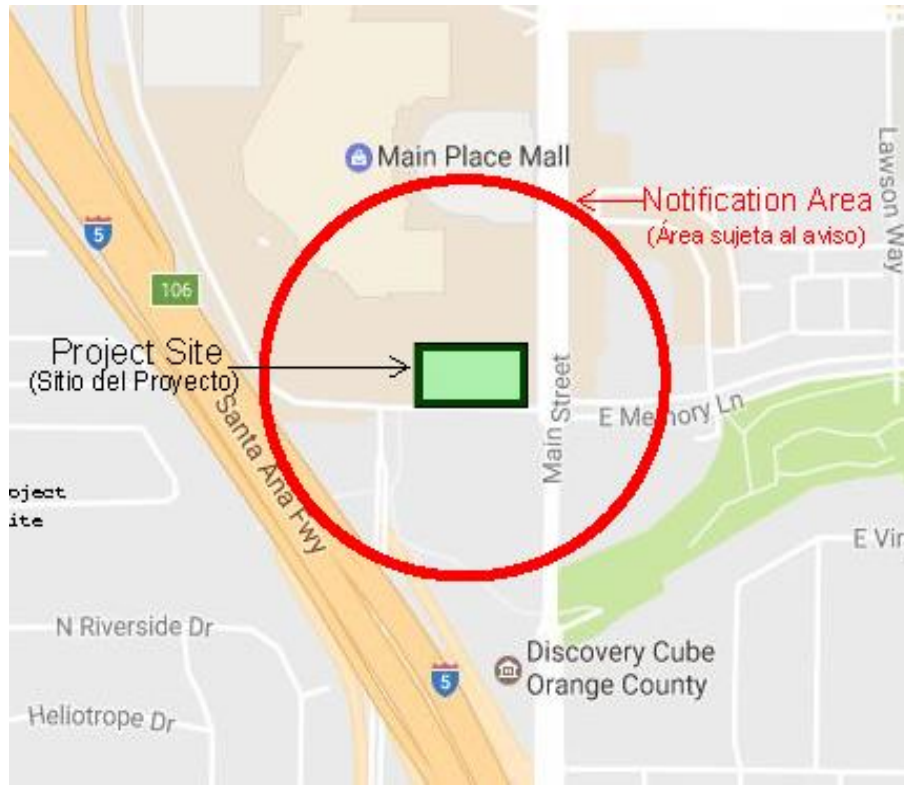 Main Place Mall
Notification Area
(Área sujeta al aviso)
Lawson Way
5
106
Project Site
(Sitio del Proyecto)
Santa Ana Fwy
Main Street
E Memory Ln
oject
ite
E Vir
N Riverside Dr
Discovery Cube
Orange County
5
Heliotrope Dr